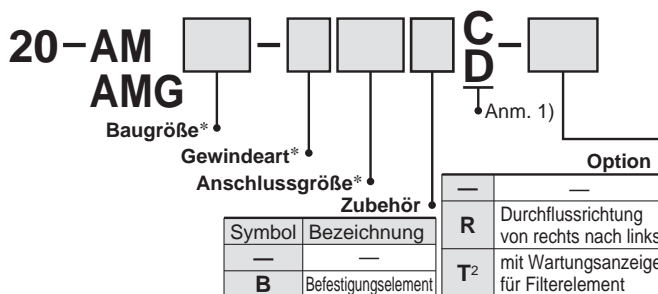 20-AM – C –
AMG D
Anm. 1)
Baugröße*
Gewindeart*
Anschlussgröße*
Zubehör
Symbol Bezeichnung
— —
B Befestigungselement
Option
— —
R Durchflussrichtung
von rechts nach links
T2 mit Wartungsanzeige
für Filterelement